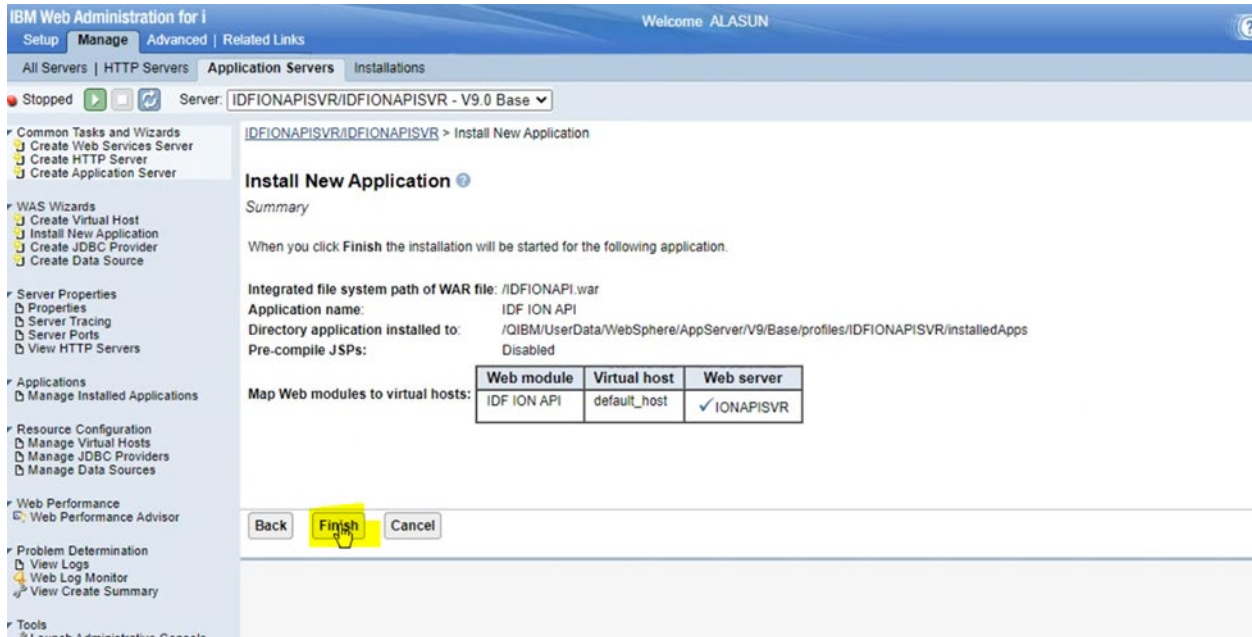 IBM Web Administration for i
Welcome ALASUN
?
Setup Manage Advanced | Related Links
All Servers | HTTP Servers Application Servers Installations
Stopped Server: IDFIONAPISVR/IDFIONAPISVR - V9.0 Base
Common Tasks and Wizards
Create Web Services Server
Create HTTP Server
Create Application Server
WAS Wizards
Create Virtual Host
Install New Application
Create JDBC Provider
Create Data Source
Server Properties
Properties
Server Tracing
Server Ports
View HTTP Servers
Applications
Manage Installed Applications
Resource Configuration
Manage Virtual Hosts
Manage JDBC Providers
Manage Data Sources
Web Performance
Web Performance Advisor
Problem Determination
View Logs
Web Log Monitor
View Create Summary
Tools
Launch Administrative Console
IDFIONAPISVR/IDFIONAPISVR > Install New Application
Install New Application ?
Summary
When you click Finish the installation will be started for the following application.
Integrated file system path of WAR file: /IDFIONAPI.war
Application name: IDF ION API
Directory application installed to: /QIBM/UserData/WebSphere/AppServer/V9/Base/profiles/IDFIONAPISVR/installedApps
Pre-compile JSPs: Disabled
Map Web modules to virtual hosts:
Web module Virtual host Web server
IDF ION API default_host ✓IONAPISVR
Back Finish Cancel